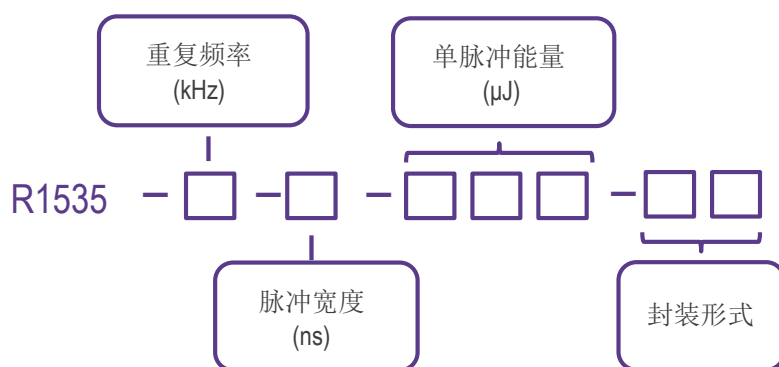 重复频率
(kHz)
单脉冲能量
(μJ)
R1535 – □ – □ – □ □ □ – □ □
脉冲宽度
(ns)
封装形式